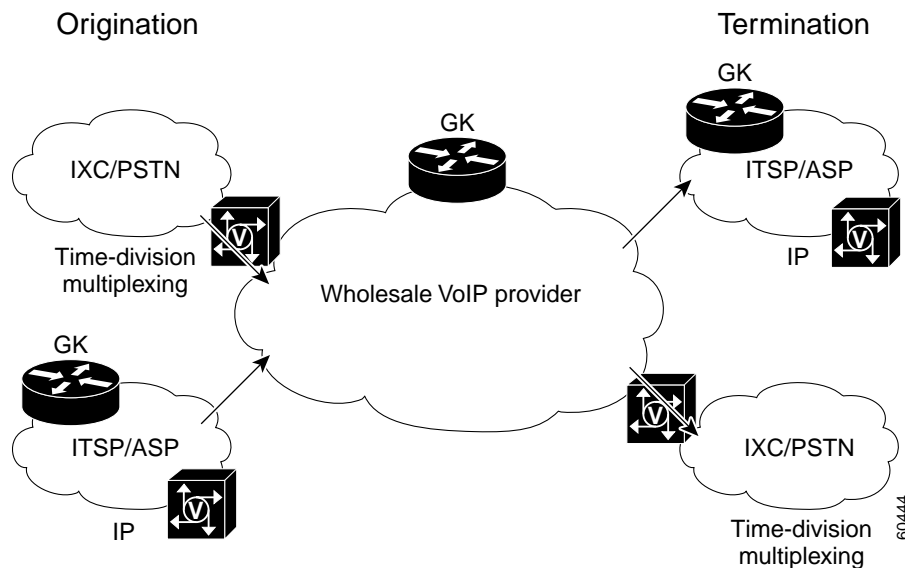 Origination
Termination
GK
GK
IXC/PSTN
V
ITSP/ASP
V
IP
Time-division
multiplexing
Wholesale VoIP provider
GK
ITSP/ASP
V
IP
V
IXC/PSTN
Time-division
multiplexing
60444